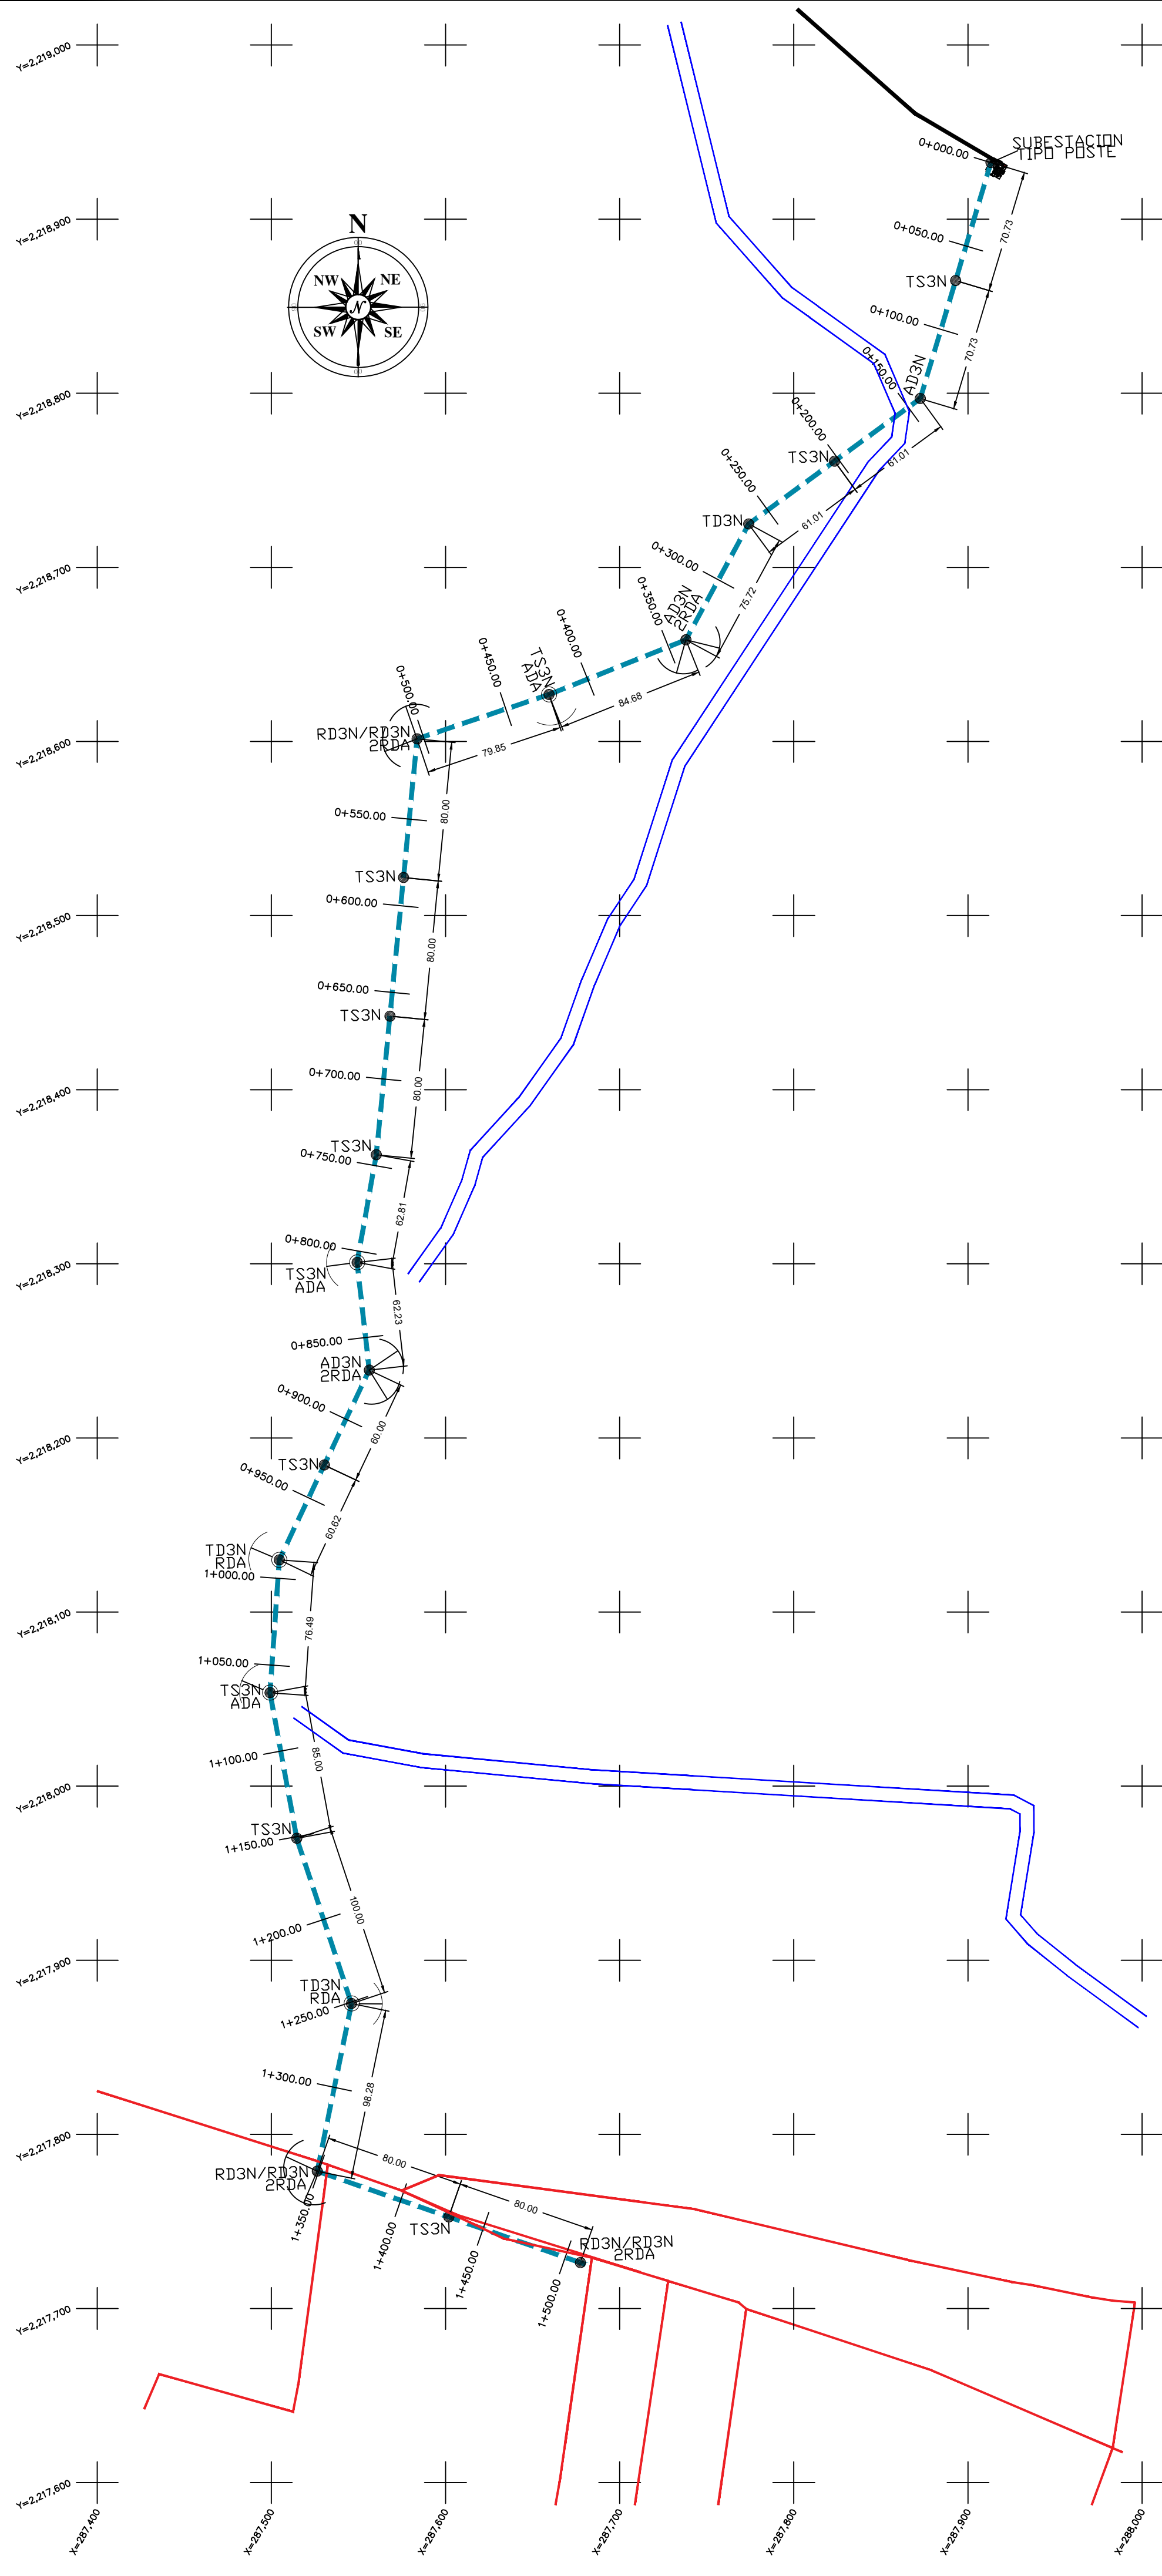 Y=2,219,000
SUBESTACION
TIPO POSTE
0+000.00
Y=2,218,900
N
NW
NE
N
SW
SE
0+050.00
70.73
TS3N
0+100.00
70.73
0+150.00
AD3N
Y=2,218,800
0+200.00
TS3N
61.01
0+250.00
TD3N
61.01
0+300.00
Y=2,218,700
75.72
0+350.00
AD3N
2RDA
0+400.00
TS3N
ADA
84.68
0+450.00
0+500.00
RD3N/RD3N
2RDA
79.85
Y=2,218,600
80.00
0+550.00
TS3N
0+600.00
Y=2,218,500
80.00
0+650.00
TS3N
0+700.00
80.00
Y=2,218,400
TS3N
0+750.00
62.81
0+800.00
TS3N
ADA
Y=2,218,300
62.23
0+850.00
AD3N
2RDA
0+900.00
60.00
Y=2,218,200
TS3N
0+950.00
60.62
TD3N
RDA
1+000.00
Y=2,218,100
76.49
1+050.00
TS3N
ADA
1+100.00
85.00
Y=2,218,000
TS3N
1+150.00
100.00
1+200.00
Y=2,217,900
TD3N
RDA
1+250.00
1+300.00
98.28
Y=2,217,800
80.00
RD3N/RD3N
2RDA
1+350.00
80.00
TS3N
1+400.00
RD3N/RD3N
2RDA
1+450.00
1+500.00
Y=2,217,700
Y=2,217,600
X=287,400
X=287,500
X=287,600
X=287,700
X=287,800
X=287,900
X=288,000